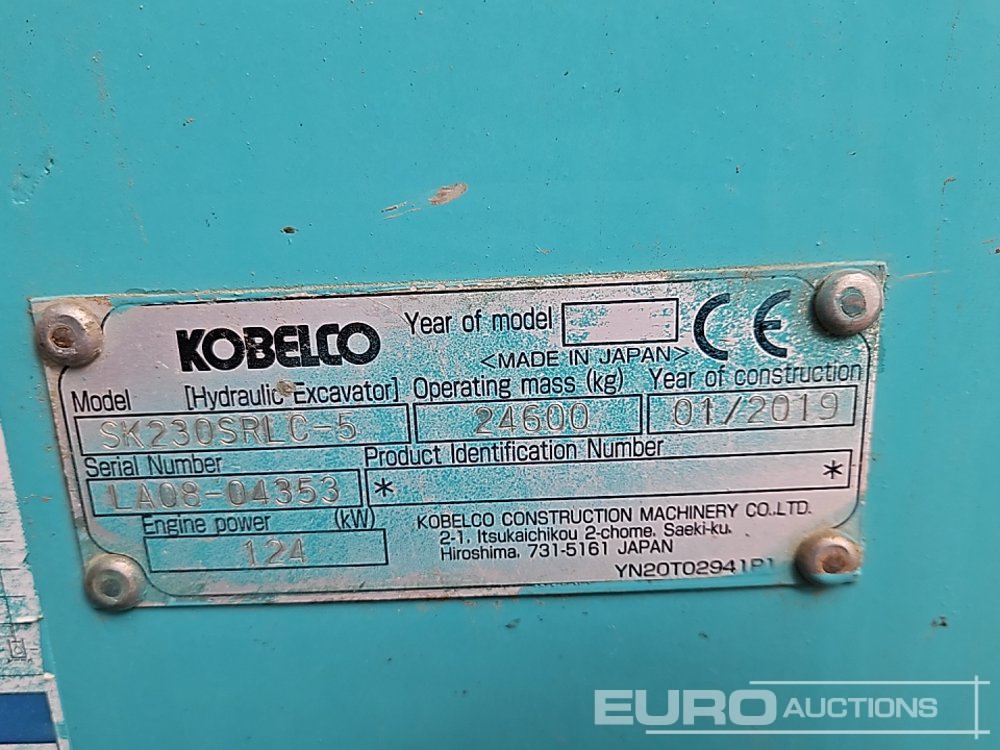 KOBELCO
Year of model
CE
<MADE IN JAPAN>
Model [Hydraulic Excavator] Operating mass (kg) Year of construction
SK230SRLC-5 24600 01/2019
Serial Number Product Identification Number
LA08-04353 * *
Engine power (kW)
124
KOBELCO CONSTRUCTION MACHINERY CO.,LTD.
2-1, Itsukaichikou 2-chome, Saeki-ku,
Hiroshima, 731-5161 JAPAN
YN20T02941P1
EURO AUCTIONS